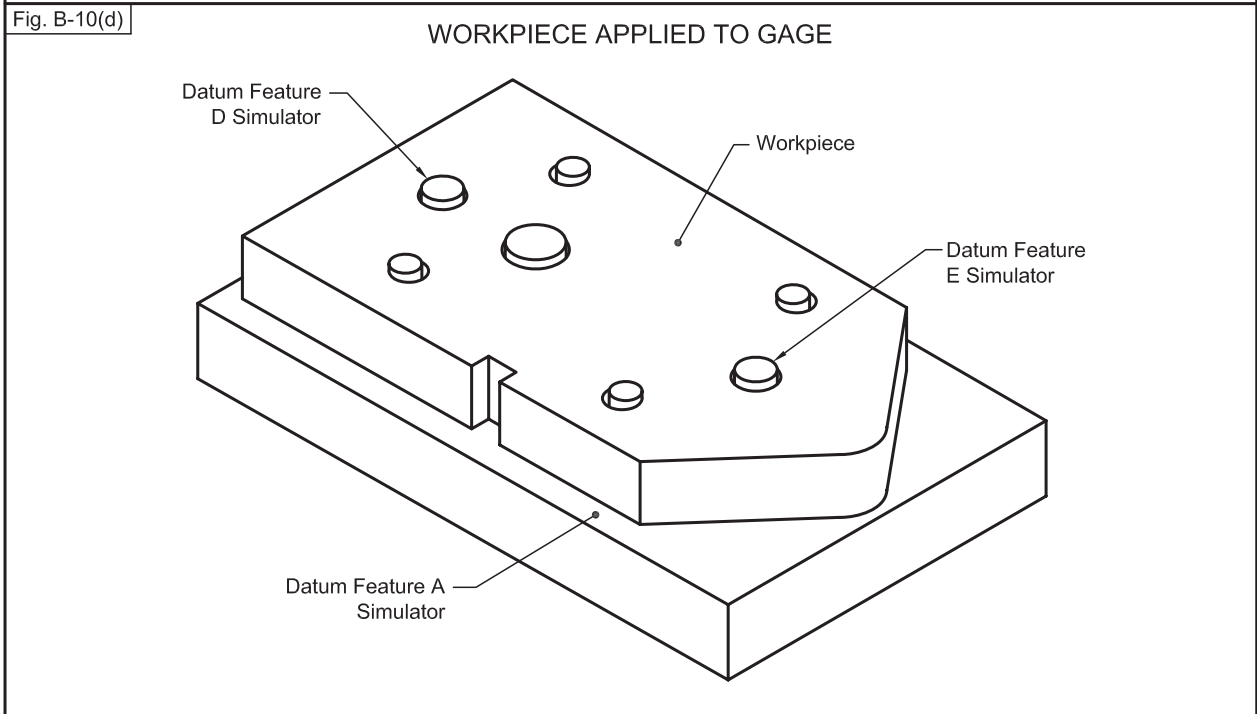 Fig. B-10(d)
WORKPIECE APPLIED TO GAGE
Datum Feature
D Simulator
Workpiece
Datum Feature
E Simulator
Datum Feature A
Simulator